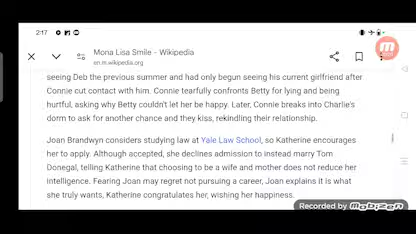 2:17
Mona Lisa Smile - Wikipedia
en.m.wikipedia.org
seeing Deb the previous summer and had only begun seeing his current girlfriend after
Connie cut contact with him. Connie tearfully confronts Betty for lying and being
hurtful, asking why Betty couldn't let her be happy. Later, Connie breaks into Charlie's
dorm to ask for another chance and they kiss, rekindling their relationship.
Joan Brandwyn considers studying law at Yale Law School, so Katherine encourages
her to apply. Although accepted, she declines admission to instead marry Tom
Donegal, telling Katherine that choosing to be a wife and mother does not reduce her
intelligence. Fearing Joan may regret not pursuing a career, Joan explains it is what
she truly wants, Katherine congratulates her, wishing her happiness.
Recorded by Mobizen